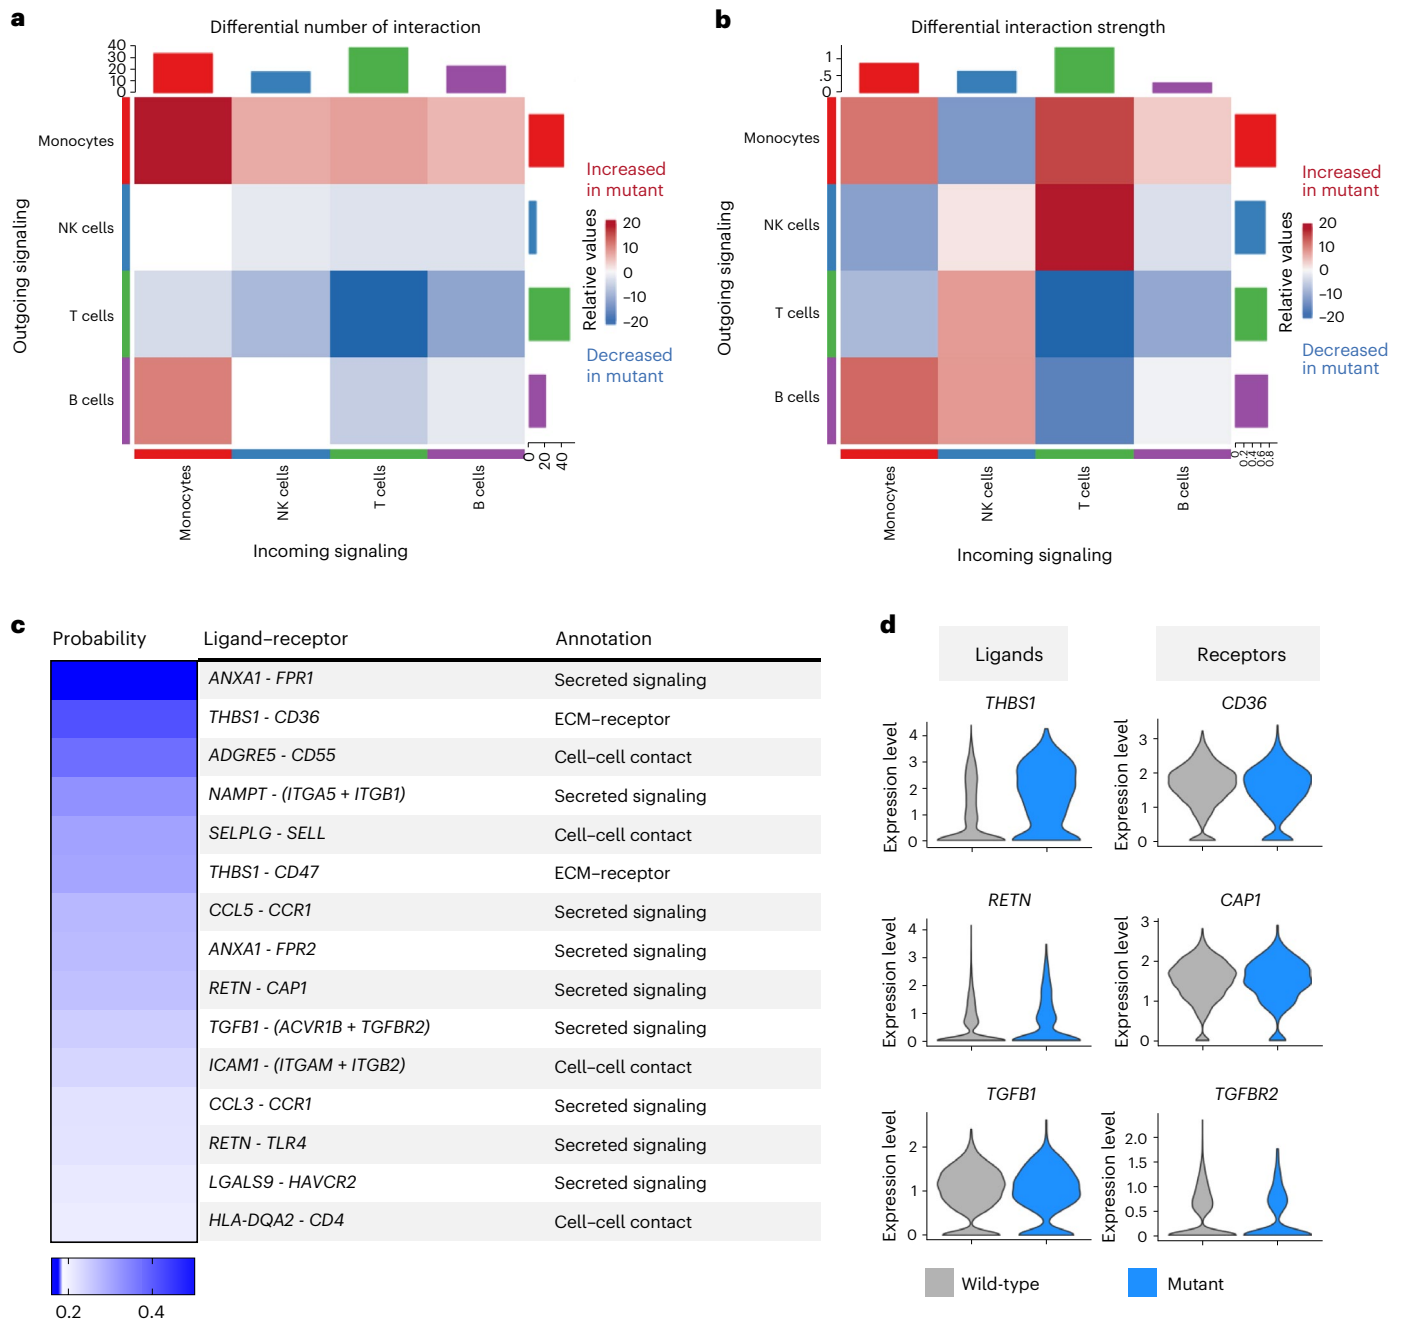 a
Differential number of interaction
40
30
20
10
0
Monocytes
NK cells
T cells
B cells
Outgoing signaling
Monocytes
NK cells
T cells
B cells
Incoming signaling
0
20
40
Increased
in mutant
Relative values
20
10
0
–10
–20
Decreased
in mutant
b
Differential interaction strength
1
.5
0
Monocytes
NK cells
T cells
B cells
Outgoing signaling
Monocytes
NK cells
T cells
B cells
Incoming signaling
0
0.2
0.4
0.6
0.8
Increased
in mutant
Relative values
20
10
0
–10
–20
Decreased
in mutant
c
Probability Ligand–receptor Annotation
ANXA1 - FPR1 Secreted signaling
THBS1 - CD36 ECM–receptor
ADGRE5 - CD55 Cell–cell contact
NAMPT - (ITGA5 + ITGB1) Secreted signaling
SELPLG - SELL Cell–cell contact
THBS1 - CD47 ECM–receptor
CCL5 - CCR1 Secreted signaling
ANXA1 - FPR2 Secreted signaling
RETN - CAP1 Secreted signaling
TGFB1 - (ACVR1B + TGFBR2) Secreted signaling
ICAM1 - (ITGAM + ITGB2) Cell–cell contact
CCL3 - CCR1 Secreted signaling
RETN - TLR4 Secreted signaling
LGALS9 - HAVCR2 Secreted signaling
HLA-DQA2 - CD4 Cell–cell contact
0.2 0.4
d
Ligands Receptors
THBS1
Expression level
4
3
2
1
0
CD36
Expression level
3
2
1
0
RETN
Expression level
4
3
2
1
0
CAP1
Expression level
3
2
1
0
TGFB1
Expression level
2
1
0
TGFBR2
Expression level
2.0
1.5
1.0
0.5
0
Wild-type Mutant